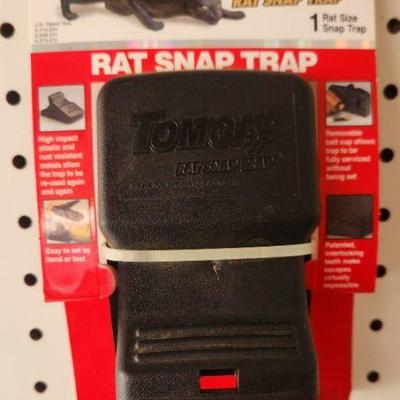 RAT SNAP TRAP
1 Rat Size
Snap Trap
U.S. Patent Nos.
RAT SNAP TRAP
High impact
plastic and
rust resistant
metals allow
the trap to be
re-used again
and again
Easy to set by
hand or foot
TOMCAT
RAT SNAP TRAP
Removable
bait cup allows
trap to be
fully serviced
without
being set
Patented,
interlocking
teeth make
escapes
virtually
impossible